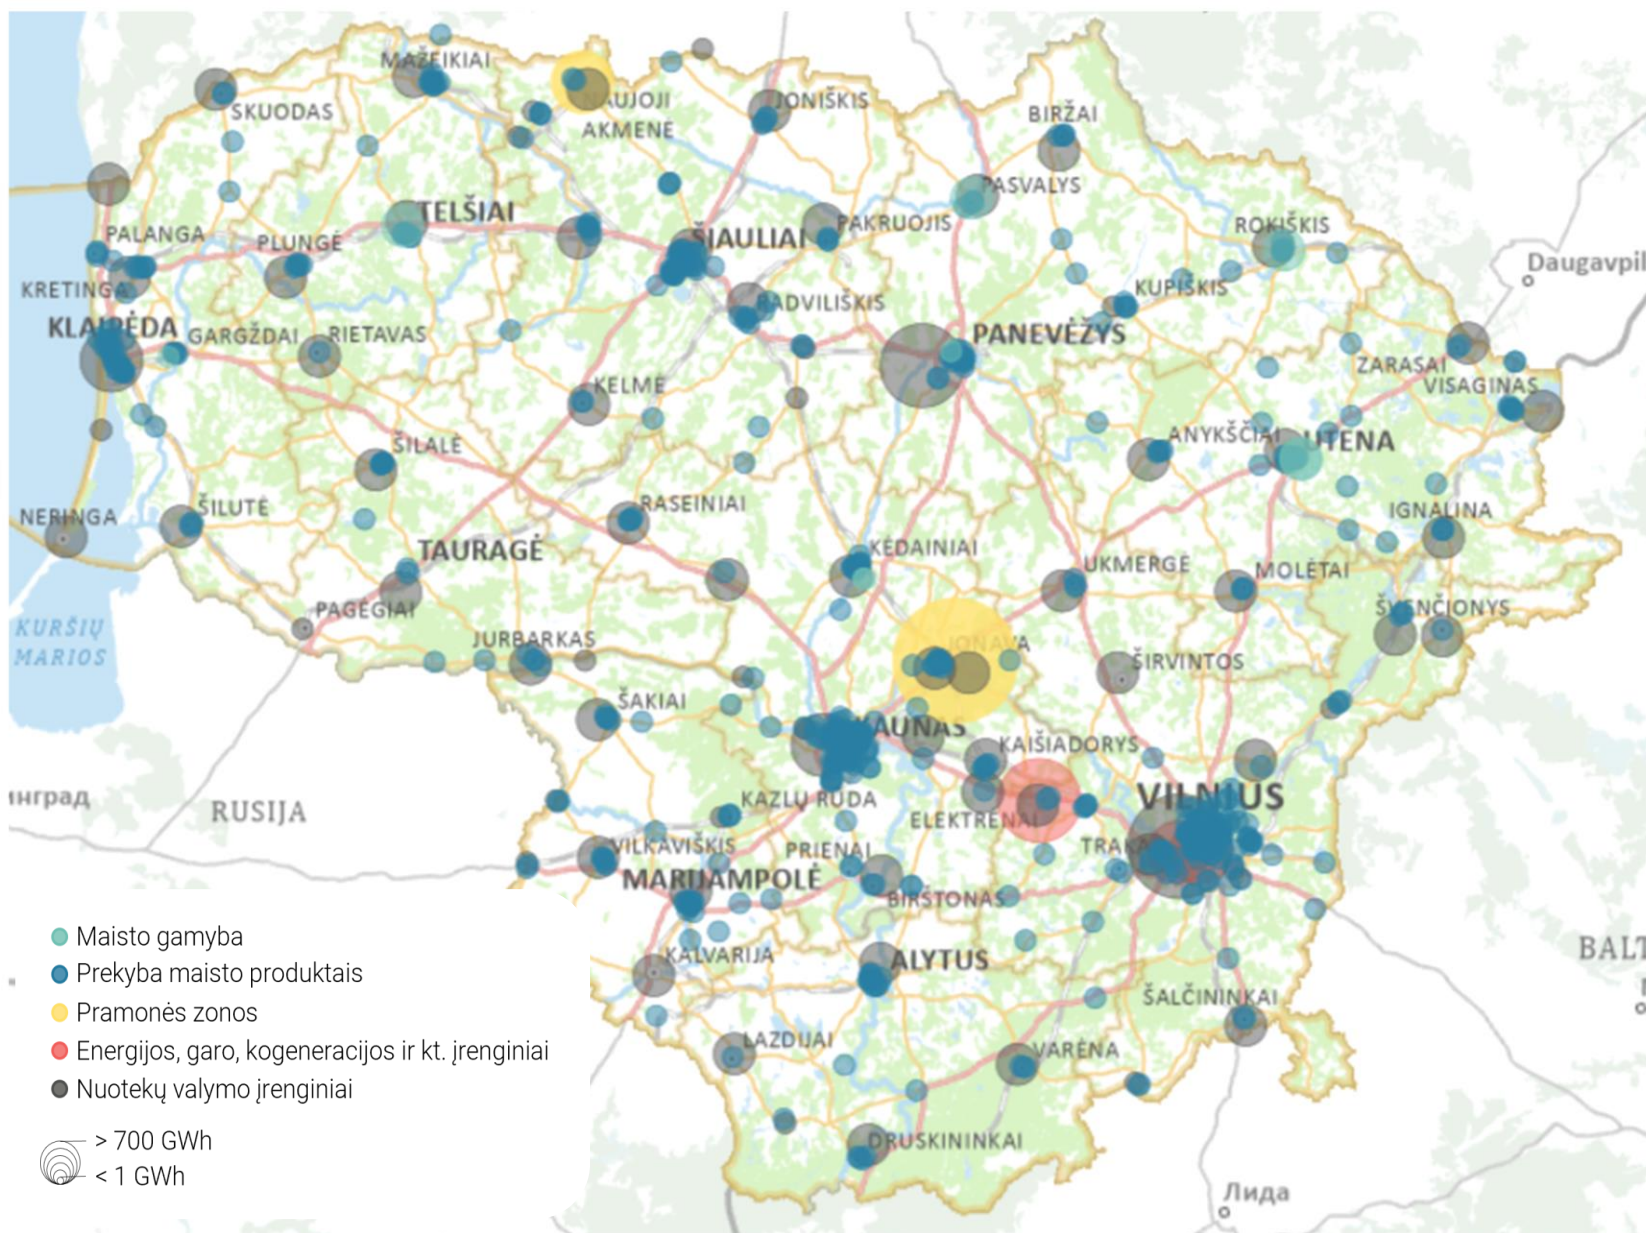 MAŽEIKIAI
SKUODAS
NAUJOJI
AKMENĖ
JONIŠKIS
BIRŽAI
PASVALYS
TELŠIAI
PALANGA
PLUNGĖ
ŠIAULIAI
PAKRUOJIS
ROKIŠKIS
Daugavpil
KRETINGA
RADVILIŠKIS
KUPIŠKIS
KLAIPĖDA
GARGŽDAI
RIETAVAS
PANEVĖŽYS
ZARASAI
VISAGINAS
KELMĖ
ŠILALĖ
ANYKŠČIAI
UTENA
RASEINIAI
NERINGA
ŠILUTĖ
IGNALINA
TAURAGĖ
KĖDAINIAI
UKMERGĖ
MOLĖTAI
PAGĖGIAI
ŠVENČIONYS
KURŠIŲ
MARIOS
JURBARKAS
JONAVA
ŠIRVINTOS
ŠAKIAI
KAUNAS
KAIŠIADORYS
инград
RUSIJA
KAZLŲ RŪDA
ELEKTRĖNAI
VILNIUS
VILKAVIŠKIS
PRIENAI
TRAKA
MARIJAMPOLĖ
BIRŠTONAS
KALVARIJA
ALYTUS
BALT
ŠALČININKAI
LAZDIJAI
VARĖNA
DRUSKININKAI
Лида
Maisto gamyba
Prekyba maisto produktais
Pramonės zonos
Energijos, garo, kogeneracijos ir kt. įrenginiai
Nuotekų valymo įrenginiai
> 700 GWh
< 1 GWh